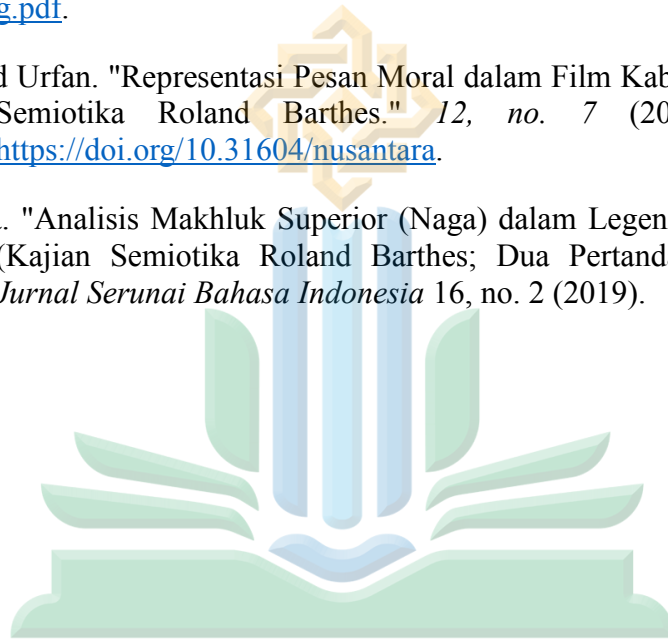 g.pdf.
d Urfan. "Representasi Pesan Moral dalam Film Kab
Semiotika Roland Barthes." 12, no. 7 (20
https://doi.org/10.31604/nusantara.
. "Analisis Makhluk Superior (Naga) dalam Legen
(Kajian Semiotika Roland Barthes; Dua Pertanda
Jurnal Serunai Bahasa Indonesia 16, no. 2 (2019).